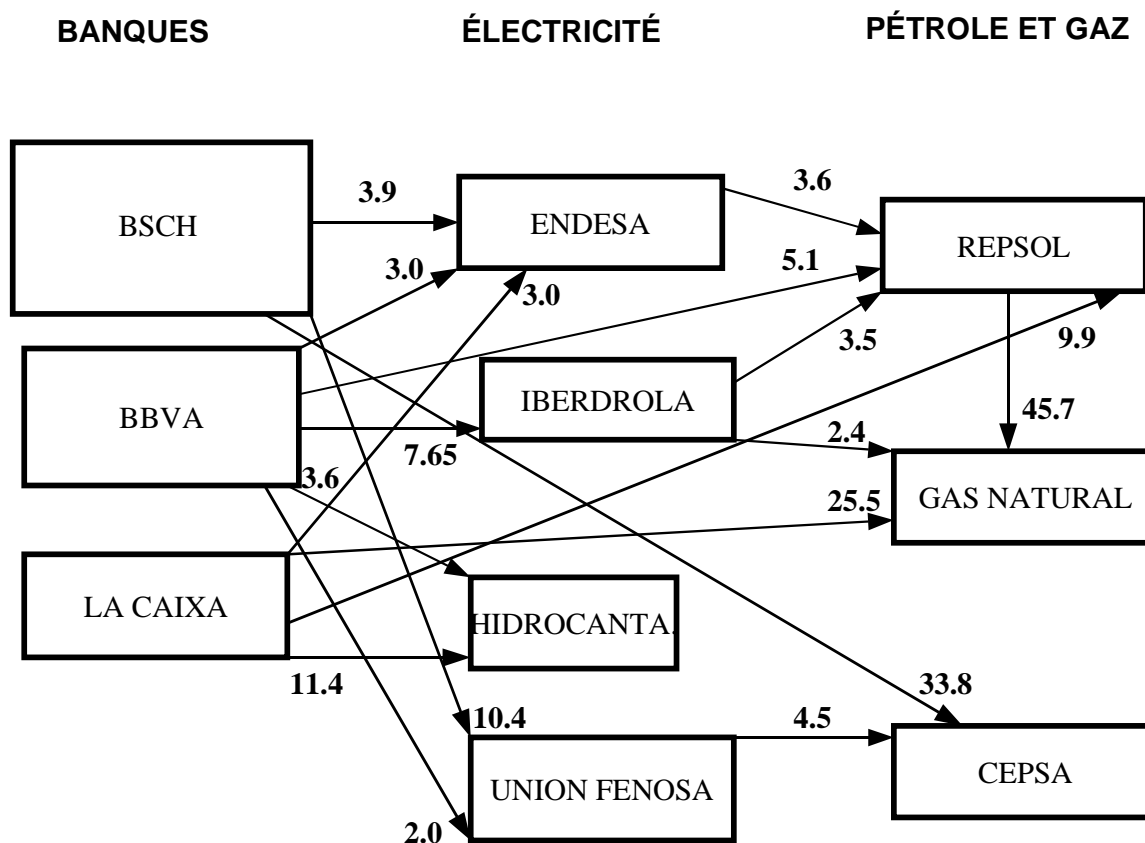 BANQUES
ÉLECTRICITÉ
PÉTROLE ET GAZ
3.9
3.6
BSCH
ENDESA
REPSOL
3.0
5.1
3.0
3.5
9.9
IBERDROLA
BBVA
45.7
7.65
2.4
3.6
25.5
GAS NATURAL
LA CAIXA
HIDROCANTA.
11.4
33.8
10.4
4.5
UNION FENOSA
CEPSA
2.0